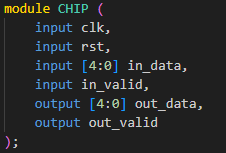 module CHIP (
    input clk,
    input rst,
    input [4:0] in_data,
    input in_valid,
    output [4:0] out_data,
    output out_valid
);